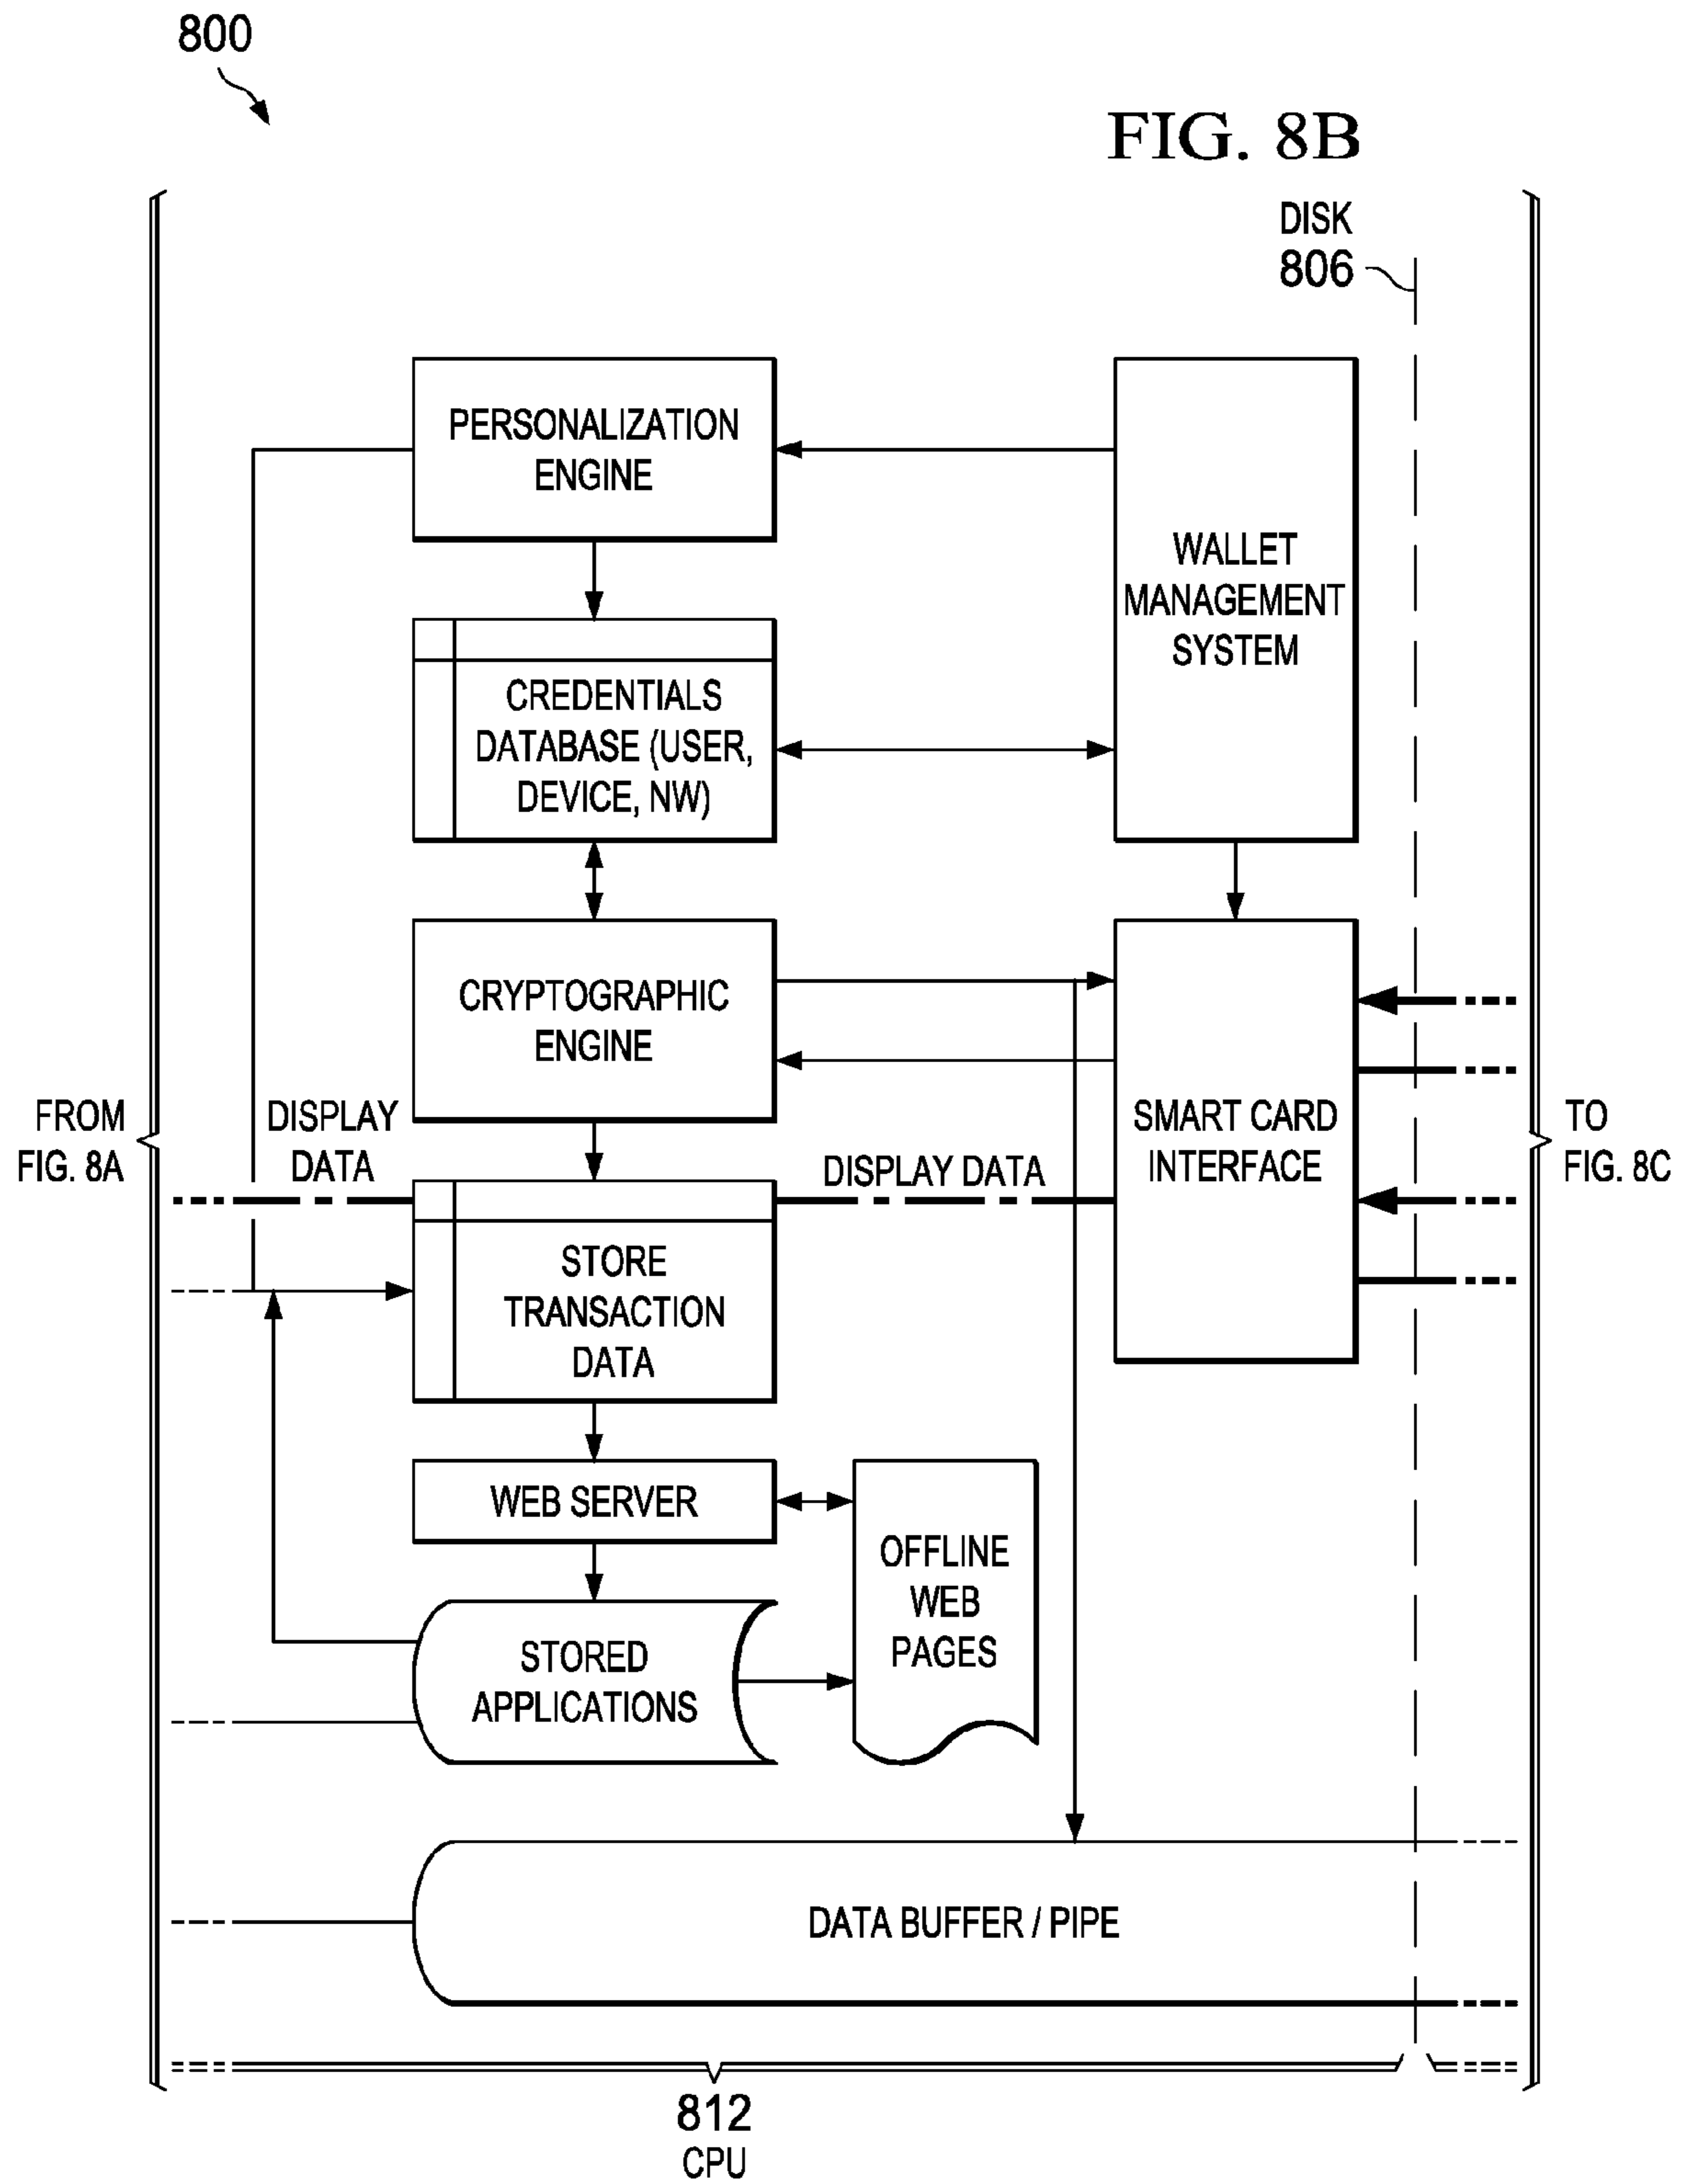 800
FIG. 8B
DISK
806
PERSONALIZATION
ENGINE
WALLET
MANAGEMENT
SYSTEM
CREDENTIALS
DATABASE (USER,
DEVICE, NW)
CRYPTOGRAPHIC
ENGINE
FROM
FIG. 8A
DISPLAY
DATA
DISPLAY DATA
SMART CARD
INTERFACE
TO
FIG. 8C
STORE
TRANSACTION
DATA
WEB SERVER
OFFLINE
WEB
PAGES
STORED
APPLICATIONS
DATA BUFFER / PIPE
812
CPU